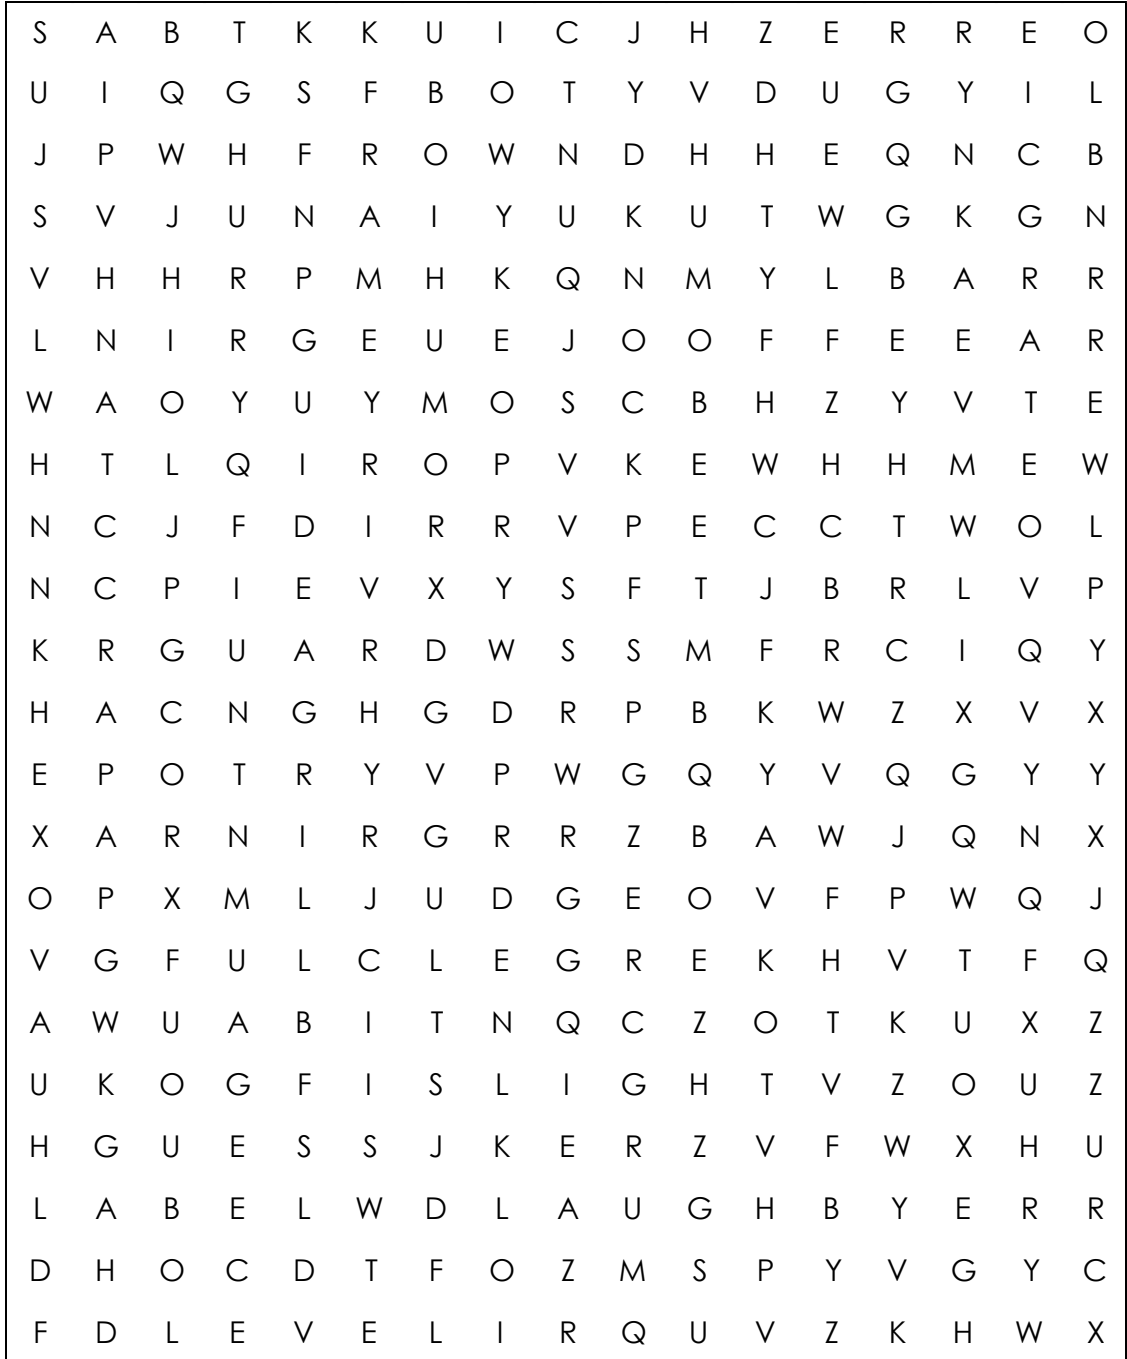 S A B T K K U I C J H Z E R R E O
U I Q G S F B O T Y V D U G Y I L
J P W H F R O W N D H H E Q N C B
S V J U N A I Y U K U T W G K G N
V H H R P M H K Q N M Y L B A R R
L N I R G E U E J O O F F E E A R
W A O Y U Y M O S C B H Z Y V T E
H T L Q I R O P V K E W H H M E W
N C J F D I R R V P E C C T W O L
N C P I E V X Y S F T J B R L V P
K R G U A R D W S S M F R C I Q Y
H A C N G H G D R P B K W Z X V X
E P O T R Y V P W G Q Y V Q G Y Y
X A R N I R G R R Z B A W J Q N X
O P X M L J U D G E O V F P W Q J
V G F U L C L E G R E K H V T F Q
A W U A B I T N Q C Z O T K U X Z
U K O G F I S L I G H T V Z O U Z
H G U E S S J K E R Z V F W X H U
L A B E L W D L A U G H B Y E R R
D H O C D T F O Z M S P Y V G Y C
F D L E V E L I R Q U V Z K H W X